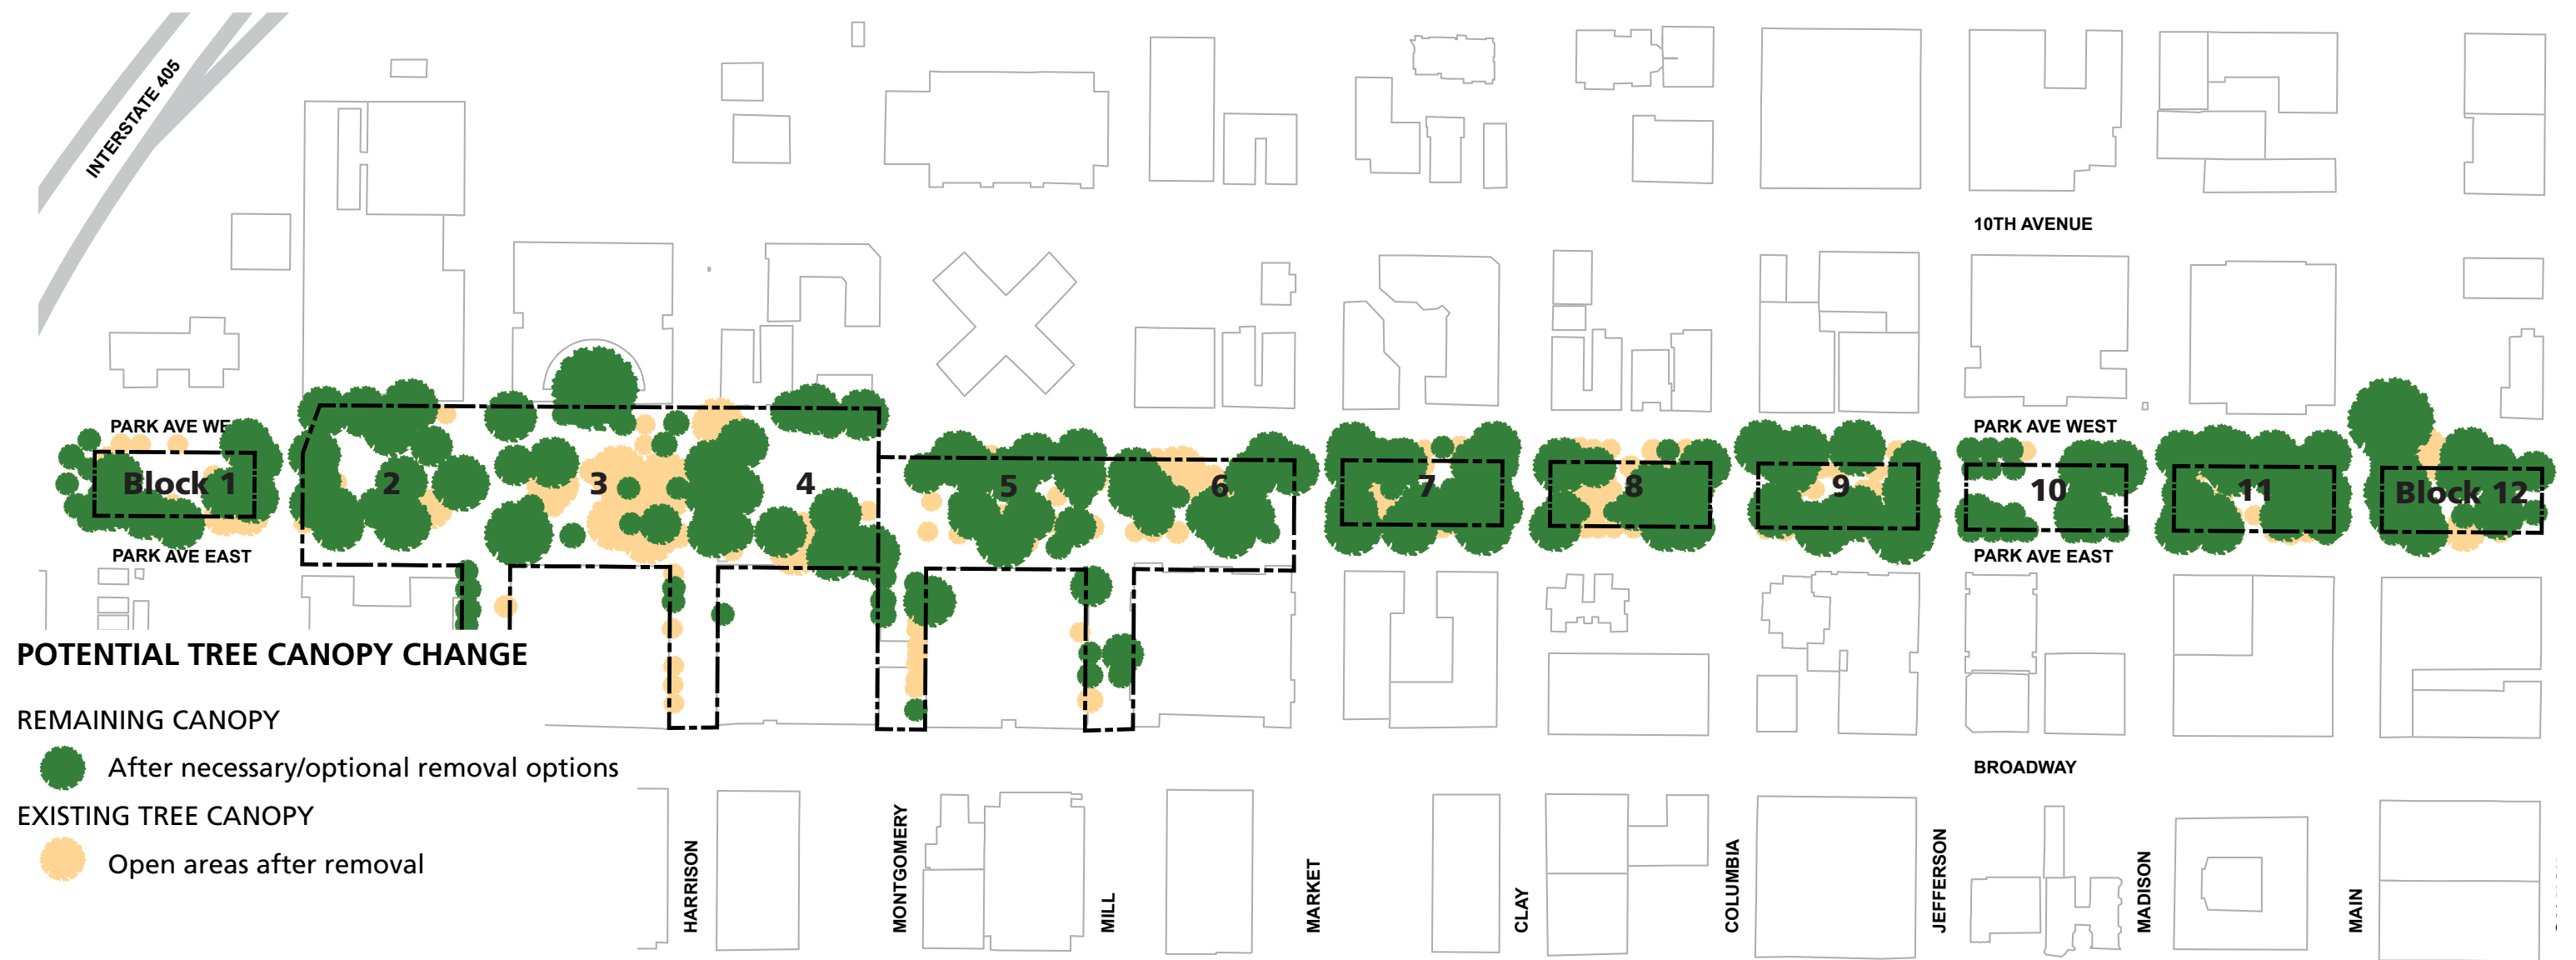 INTERSTATE 405
10TH AVENUE
PARK AVE WE
PARK AVE WEST
Block 1
2
3
4
5
6
7
8
9
10
11
Block 12
PARK AVE EAST
PARK AVE EAST
POTENTIAL TREE CANOPY CHANGE
REMAINING CANOPY
After necessary/optional removal options
EXISTING TREE CANOPY
Open areas after removal
BROADWAY
HARRISON
MONTGOMERY
MILL
MARKET
CLAY
COLUMBIA
JEFFERSON
MADISON
MAIN